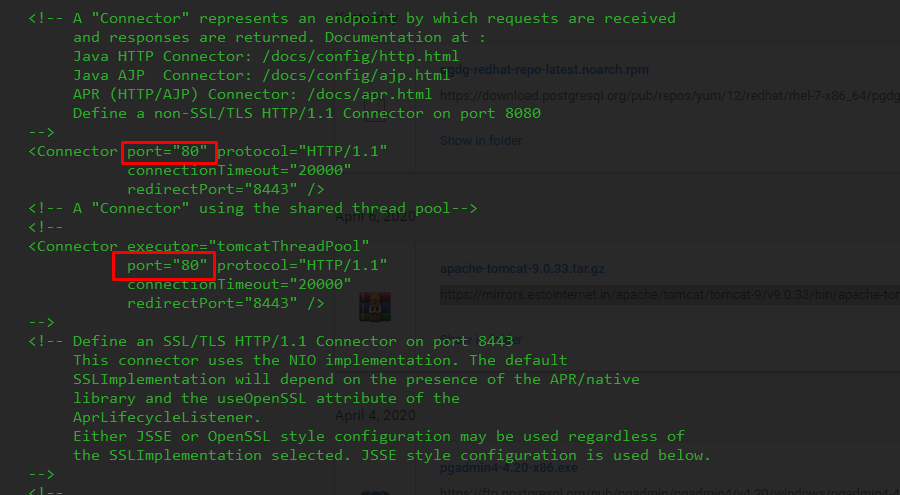 <!-- A "Connector" represents an endpoint by which requests are received
and responses are returned. Documentation at :
Java HTTP Connector: /docs/config/http.html
Java AJP  Connector: /docs/config/ajp.html
APR (HTTP/AJP) Connector: /docs/apr.html
Define a non-SSL/TLS HTTP/1.1 Connector on port 8080
-->
<Connector port="80" protocol="HTTP/1.1"
connectionTimeout="20000"
redirectPort="8443" />
<!-- A "Connector" using the shared thread pool-->
<!--
<Connector executor="tomcatThreadPool"
port="80" protocol="HTTP/1.1"
connectionTimeout="20000"
redirectPort="8443" />
-->
<!-- Define an SSL/TLS HTTP/1.1 Connector on port 8443
This connector uses the NIO implementation. The default
SSLImplementation will depend on the presence of the APR/native
library and the useOpenSSL attribute of the
AprLifecycleListener.
Either JSSE or OpenSSL style configuration may be used regardless of
the SSLImplementation selected. JSSE style configuration is used below.
-->
<!--
pgdg-redhat-repo-latest.noarch.rpm
https://download.postgresql.org/pub/repos/yum/12/redhat/rhel-7-x86_64/pgdg
Show in folder
April 6, 2020
apache-tomcat-9.0.33.tar.gz
https://mirrors.estointernet.in/apache/tomcat/tomcat-9/v9.0.33/bin/apache-to
April 4, 2020
pgadmin4-4.20-x86.exe